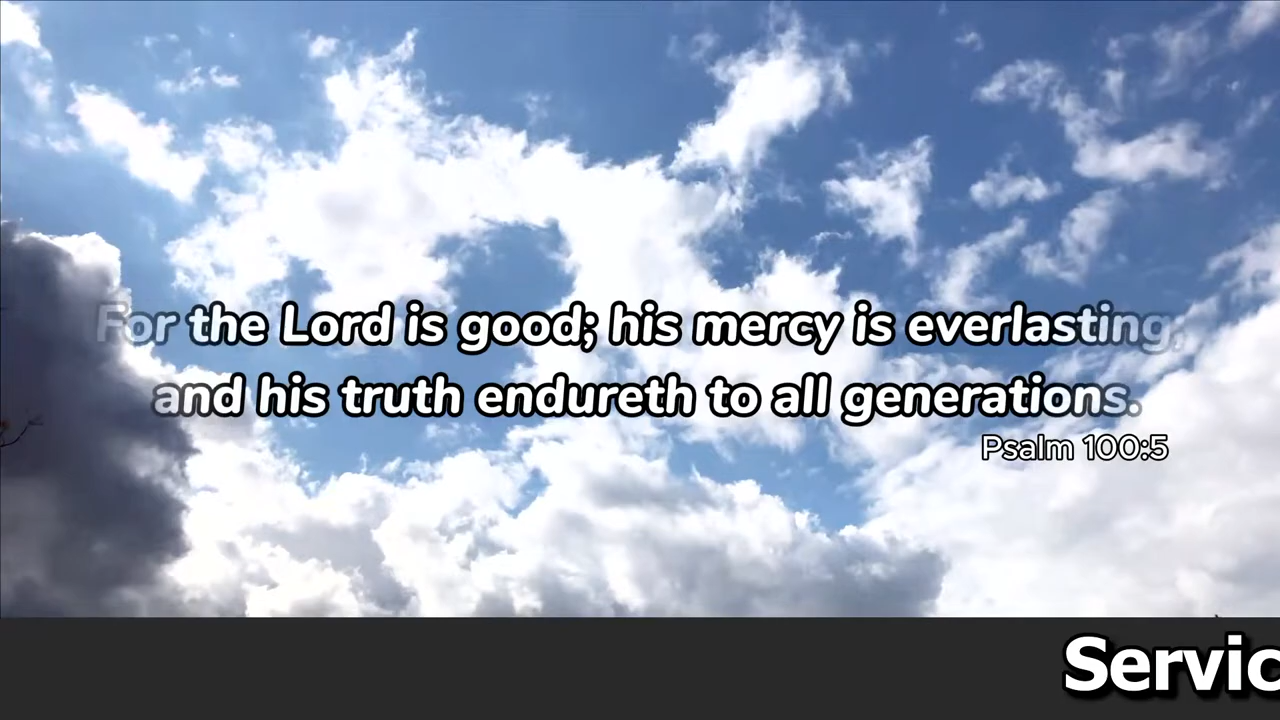 For the Lord is good; his mercy is everlasting,
and his truth endureth to all generations.
Psalm 100:5
Servic